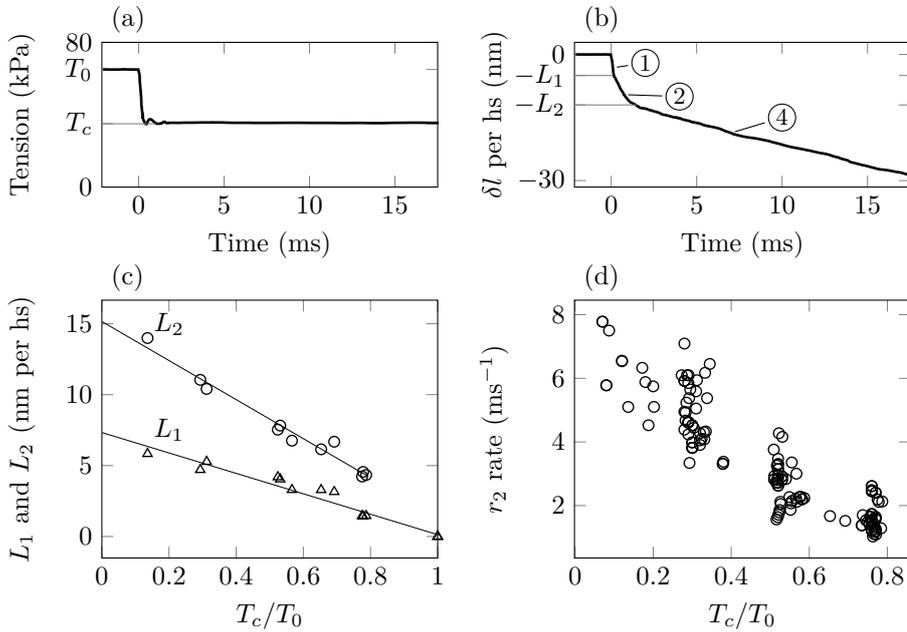 (a)
80
T₀
T_c
0
Tension (kPa)
0 5 10 15
Time (ms)
(b)
0
−L₁
−L₂
−30
δl per hs (nm)
1
2
4
0 5 10 15
Time (ms)
(c)
15
10
5
0
L₁ and L₂ (nm per hs)
L₂
L₁
0 0.2 0.4 0.6 0.8 1
T_c/T₀
(d)
8
6
4
2
r₂ rate (ms⁻¹)
0 0.2 0.4 0.6 0.8
T_c/T₀